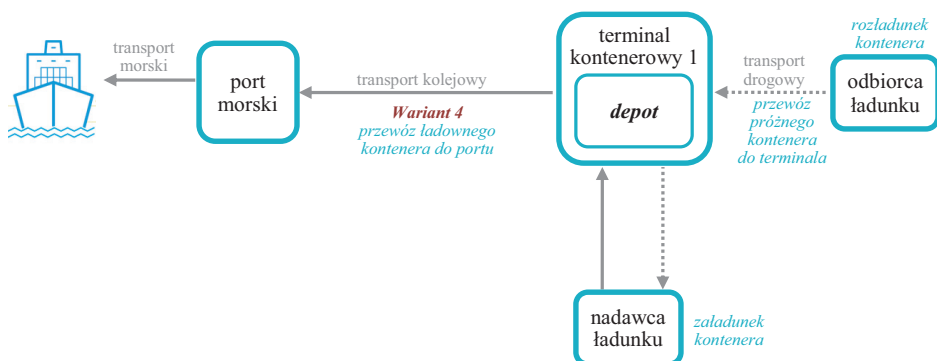 transport
morski
port
morski
transport kolejowy
Wariant 4
przewóz ładownego
kontenera do portu
terminal
kontenerowy 1
depot
transport
drogowy
przewóz
próżnego
kontenera
do terminala
rozładunek
kontenera
odbiorca
ładunku
nadawca
ładunku
załadunek
kontenera